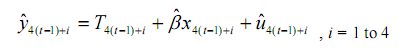 ŷ₄₍ₜ₋₁₎₊ᵢ = T₄₍ₜ₋₁₎₊ᵢ + β̂x₄₍ₜ₋₁₎₊ᵢ + û₄₍ₜ₋₁₎₊ᵢ , i = 1 to 4